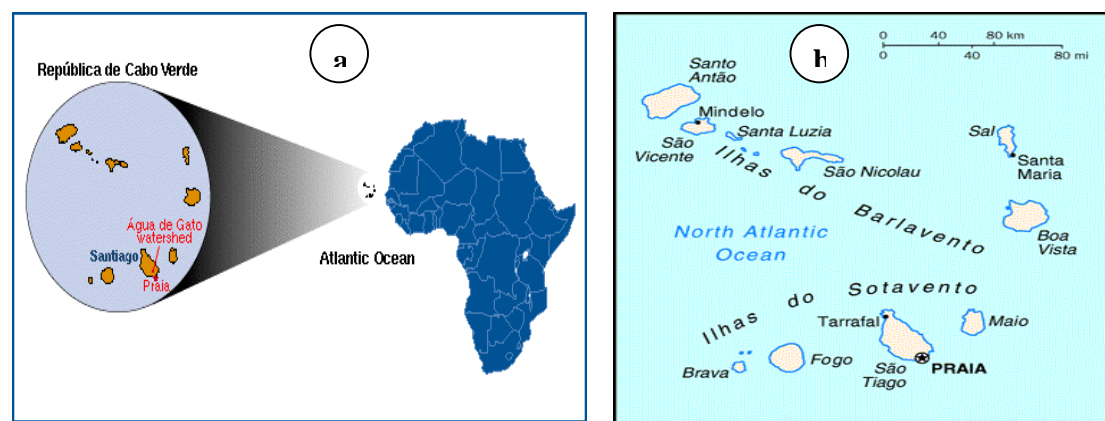 a
República de Cabo Verde
Água de Gato
watershed
Santiago
Praia
Atlantic Ocean
b
0 40 80 km
0 40 80 mi
Santo
Antão
Mindelo
São
Vicente
Santa Luzia
São Nicolau
Sal
Santa
Maria
Boa
Vista
Ilhas do Barlavento
North Atlantic
Ocean
Ilhas do Sotavento
Tarrafal
Maio
Brava
Fogo
São
Tiago
PRAIA